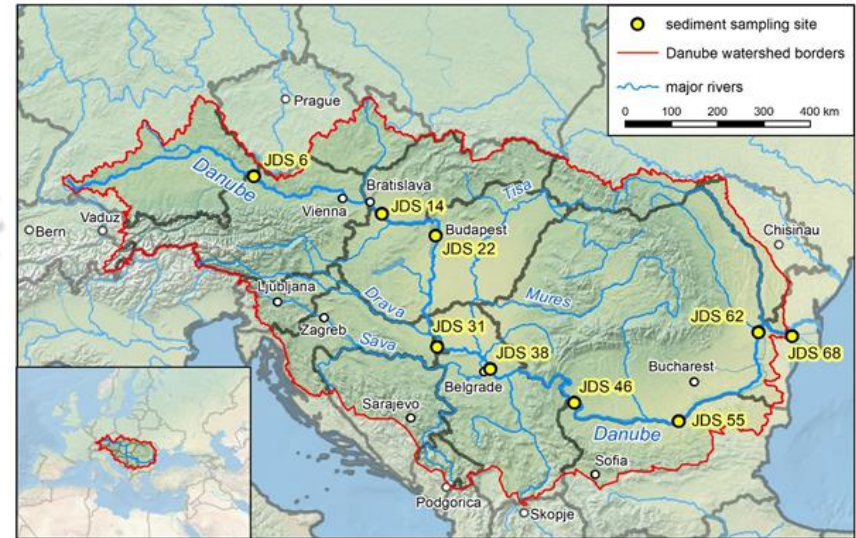 sediment sampling site
Danube watershed borders
major rivers
0 100 200 300 400 km
Prague
JDS 6
Danube
Bratislava
Vienna
JDS 14
Tisa
Vaduz
Bern
Budapest
JDS 22
Chisinau
Ljubljana
Drava
Mures
Zagreb
Sava
JDS 31
JDS 62
JDS 38
JDS 68
Belgrade
Bucharest
JDS 46
Sarajevo
JDS 55
Danube
Sofia
Podgorica
Skopje